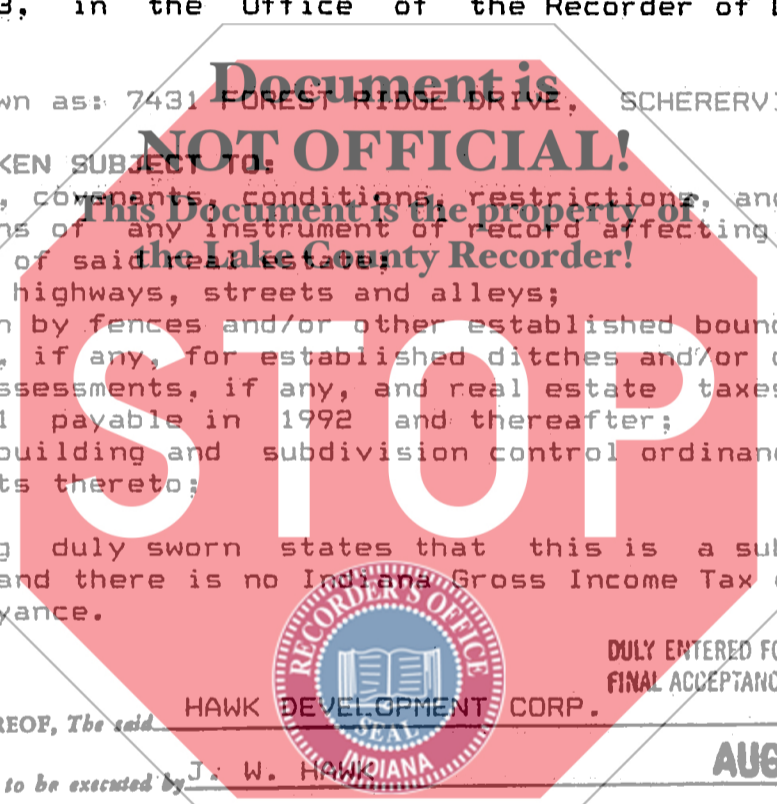 3, in the Office of the Recorder of
Document is
wn as: 7431 FOREST RIDGE DRIVE, SCHERERVI
NOT OFFICIAL!
KEN SUBJECT TO:
, covenants, conditions, restrictions, and
This Document is the property of
ns of any instrument of record affecting
the Lake County Recorder!
of said real estate;
highways, streets and alleys;
n by fences and/or other established bound
, if any, for established ditches and/or
ssessments, if any, and real estate taxes
1 payable in 1992 and thereafter;
building and subdivision control ordinanc
ts thereto;
STOP
g duly sworn states that this is a sub
and there is no Indiana Gross Income Tax
yance.
RECORDER'S OFFICE
SEAL
INDIANA
DULY ENTERED FO
FINAL ACCEPTANC
HAWK DEVELOPMENT CORP.
REOF, The said
AUG
to be executed by J. W. HAWK